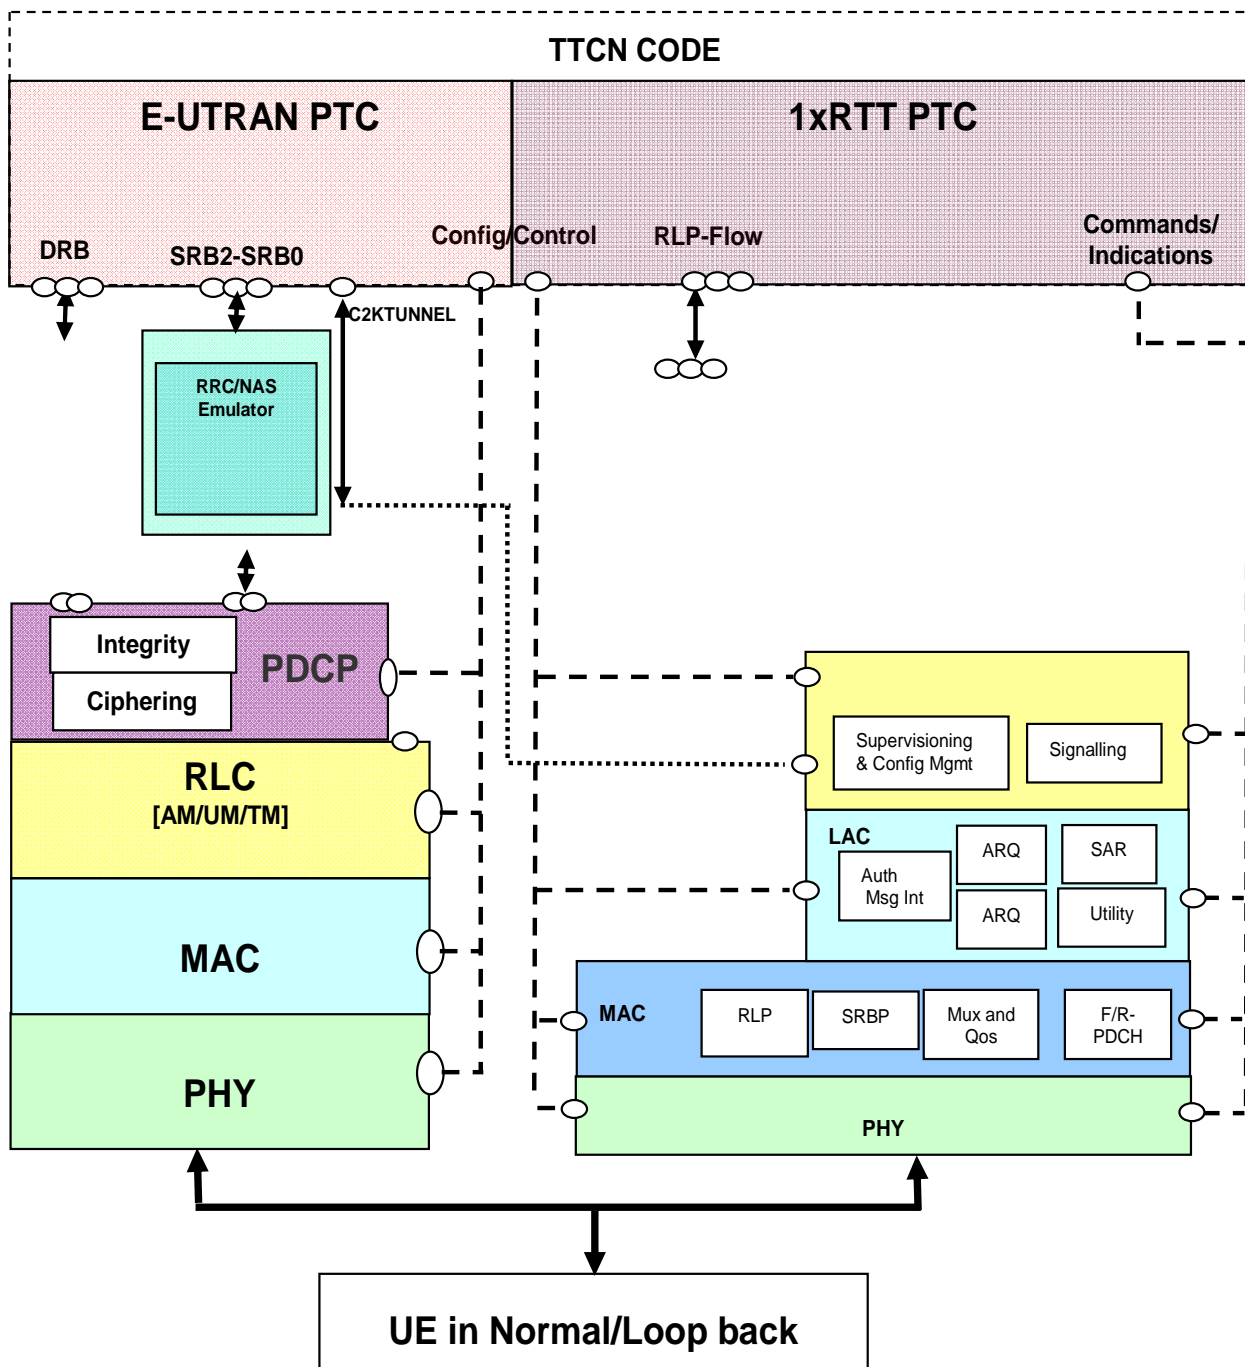 TTCN CODE
E-UTRAN PTC
1xRTT PTC
DRB
SRB2-SRB0
Config/Control
RLP-Flow
Commands/
Indications
C2KTUNNEL
RRC/NAS
Emulator
Integrity
Ciphering
PDCP
RLC
[AM/UM/TM]
MAC
PHY
Supervisioning
& Config Mgmt
Signalling
LAC
Auth
Msg Int
ARQ
SAR
ARQ
Utility
MAC
RLP
SRBP
Mux and
Qos
F/R-
PDCH
PHY
UE in Normal/Loop back